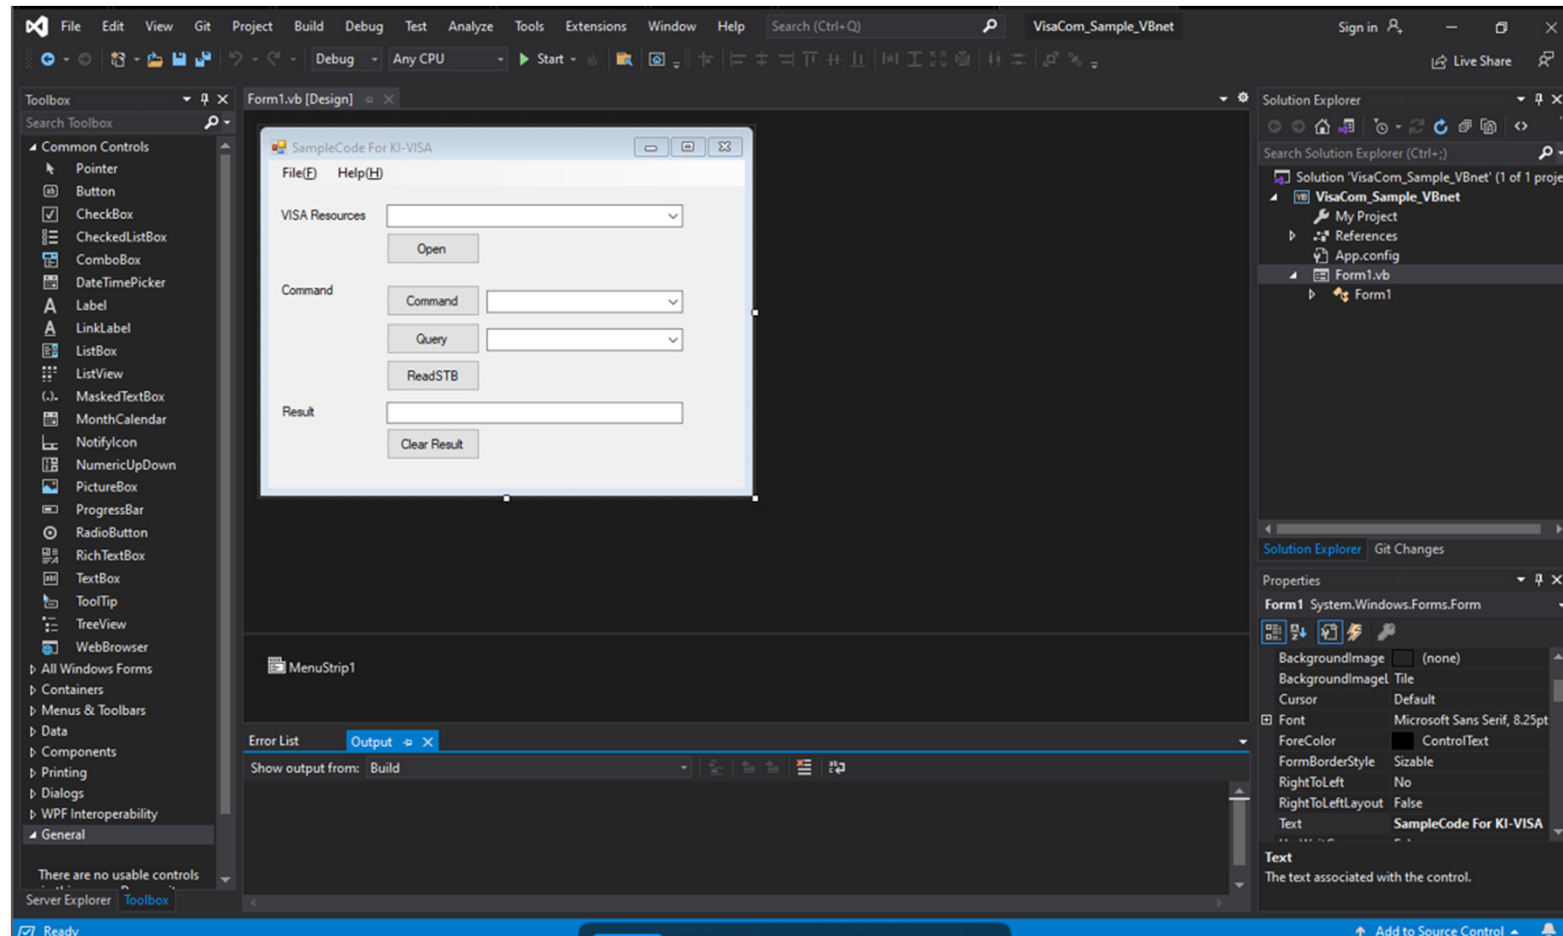 File Edit View Git Project Build Debug Test Analyze Tools Extensions Window Help Search (Ctrl+Q) VisaCom_Sample_VBnet Sign in
Debug Any CPU Start Live Share
Toolbox
Search Toolbox
Common Controls
Pointer
Button
CheckBox
CheckedListBox
ComboBox
DateTimePicker
Label
LinkLabel
ListBox
ListView
MaskedTextBox
MonthCalendar
NotifyIcon
NumericUpDown
PictureBox
ProgressBar
RadioButton
RichTextBox
TextBox
ToolTip
TreeView
WebBrowser
All Windows Forms
Containers
Menus & Toolbars
Data
Components
Printing
Dialogs
WPF Interoperability
General
There are no usable controls
Server Explorer Toolbox
Form1.vb [Design]
SampleCode For KI-VISA
File(F) Help(H)
VISA Resources
Open
Command
Command
Query
ReadSTB
Result
Clear Result
MenuStrip1
Error List Output
Show output from: Build
Solution Explorer
Search Solution Explorer (Ctrl+;)
Solution 'VisaCom_Sample_VBnet' (1 of 1 proje
VisaCom_Sample_VBnet
My Project
References
App.config
Form1.vb
Form1
Solution Explorer Git Changes
Properties
Form1 System.Windows.Forms.Form
BackgroundImage (none)
BackgroundImageL Tile
Cursor Default
Font Microsoft Sans Serif, 8.25pt
ForeColor ControlText
FormBorderStyle Sizable
RightToLeft No
RightToLeftLayout False
Text SampleCode For KI-VISA
Text
The text associated with the control.
Ready Add to Source Control